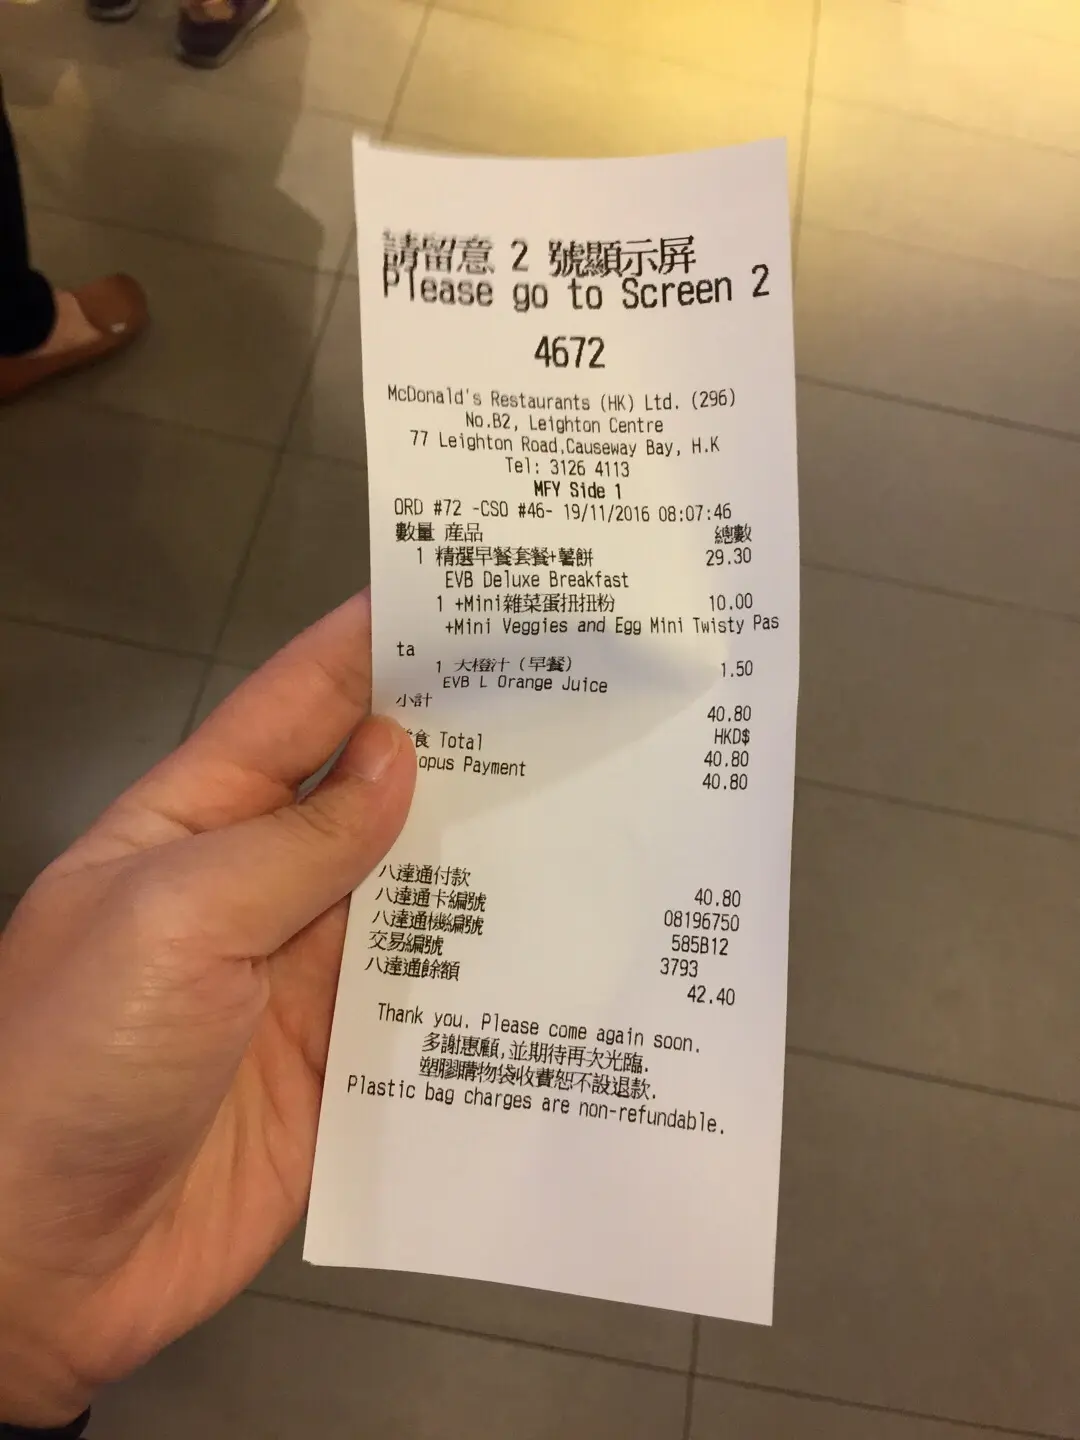 請留意 2 號顯示屏
Please go to Screen 2
4672
McDonald's Restaurants (HK) Ltd. (296)
No.B2, Leighton Centre
77 Leighton Road,Causeway Bay, H.K
Tel: 3126 4113
MFY Side 1
ORD #72 -CSO #46- 19/11/2016 08:07:46
數量 產品 總數
1 精選早餐套餐+薯餅 29.30
EVB Deluxe Breakfast
1 +Mini雜菜蛋扭扭粉 10.00
+Mini Veggies and Egg Mini Twisty Pas
ta
1 大橙汁 (早餐) 1.50
EVB L Orange Juice
小計 40.80
HKD$
食 Total 40.80
opus Payment 40.80
八達通付款 40.80
八達通卡編號 08196750
八達通機編號 585B12
交易編號 3793
八達通餘額 42.40
Thank you. Please come again soon.
多謝惠顧,並期待再次光臨.
塑膠購物袋收費恕不設退款.
Plastic bag charges are non-refundable.